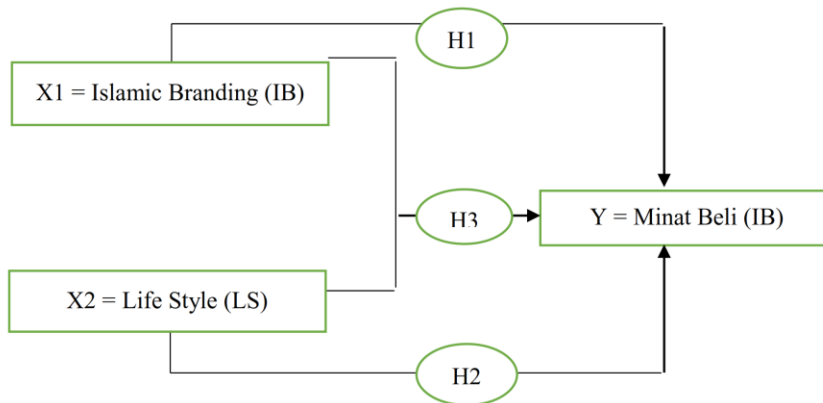 H1
X1 = Islamic Branding (IB)
H3
Y = Minat Beli (IB)
X2 = Life Style (LS)
H2